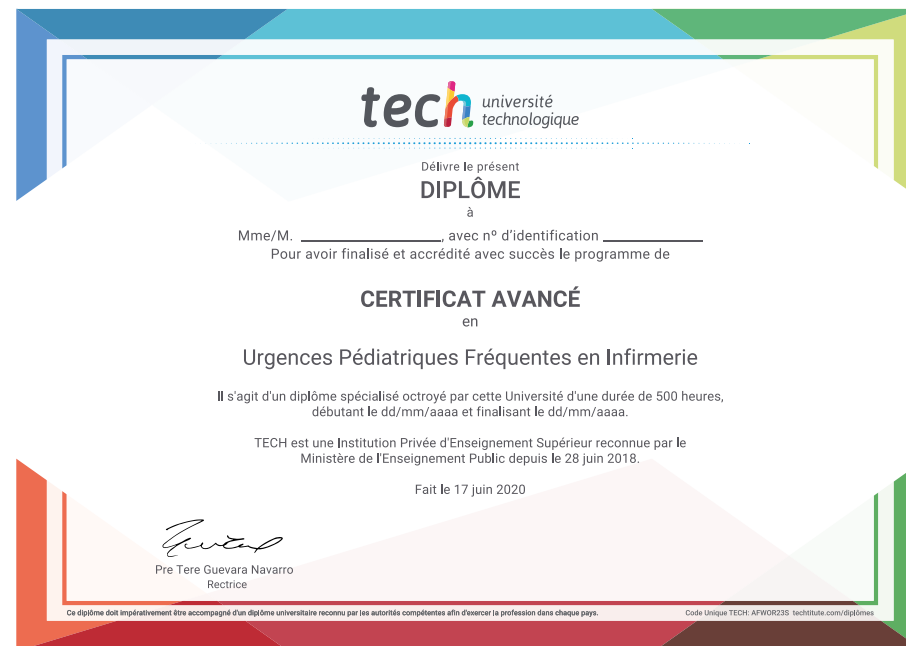 tech université
technologique
Délivre le présent
DIPLÔME
à
Mme/M. ____________________, avec nº d'identification ______________
Pour avoir finalisé et accrédité avec succès le programme de
CERTIFICAT AVANCÉ
en
Urgences Pédiatriques Fréquentes en Infirmerie
Il s'agit d'un diplôme spécialisé octroyé par cette Université d'une durée de 500 heures,
débutant le dd/mm/aaaa et finalisant le dd/mm/aaaa.
TECH est une Institution Privée d'Enseignement Supérieur reconnue par le
Ministère de l'Enseignement Public depuis le 28 juin 2018.
Fait le 17 juin 2020
Pre Tere Guevara Navarro
Rectrice
Ce diplôme doit impérativement être accompagné d'un diplôme universitaire reconnu par les autorités compétentes afin d'exercer la profession dans chaque pays.
Code Unique TECH: AFWOR23S techtitute.com/diplômes